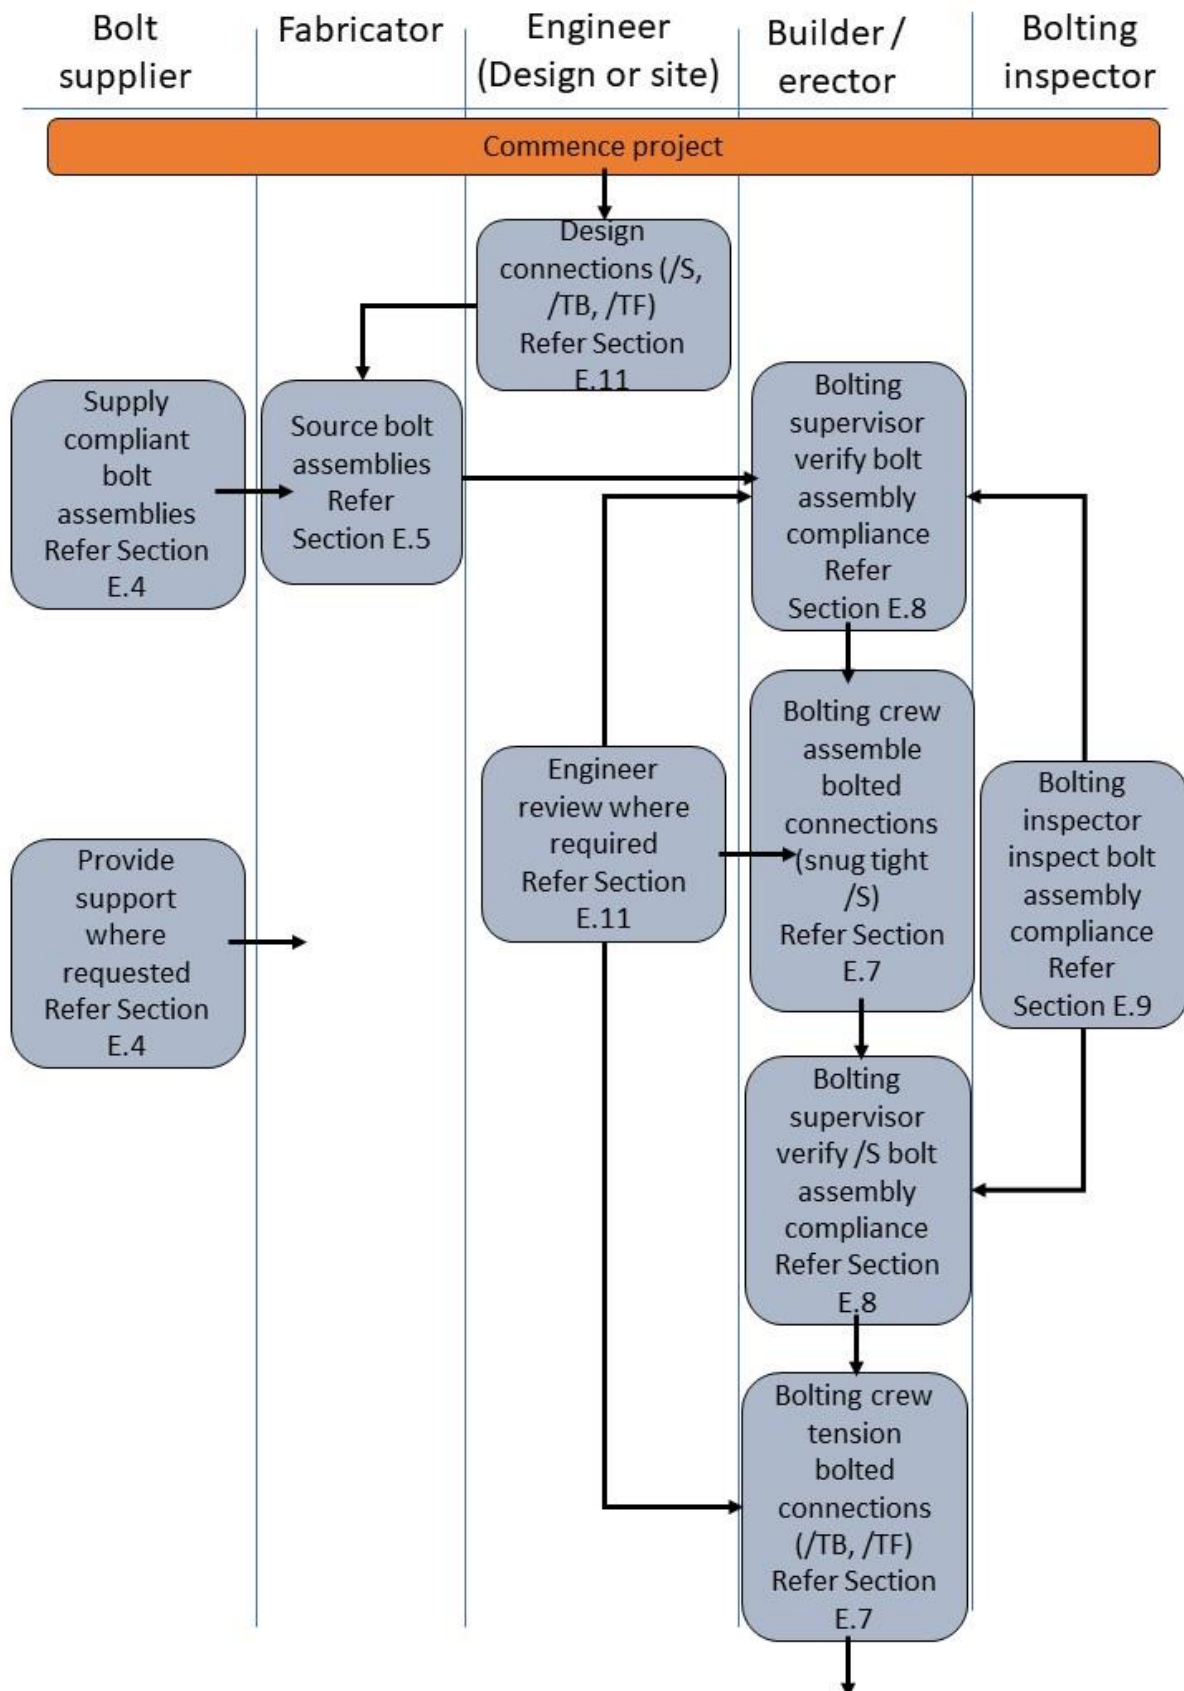 Bolt
supplier
Fabricator
Engineer
(Design or site)
Builder /
erector
Bolting
inspector
Commence project
Design
connections (/S,
/TB, /TF)
Refer Section
E.11
Supply
compliant
bolt
assemblies
Refer Section
E.4
Source bolt
assemblies
Refer
Section E.5
Bolting
supervisor
verify bolt
assembly
compliance
Refer
Section E.8
Engineer
review where
required
Refer Section
E.11
Bolting crew
assemble
bolted
connections
(snug tight
/S)
Refer Section
E.7
Bolting
inspector
inspect bolt
assembly
compliance
Refer
Section E.9
Provide
support
where
requested
Refer Section
E.4
Bolting
supervisor
verify /S bolt
assembly
compliance
Refer Section
E.8
Bolting crew
tension
bolted
connections
(/TB, /TF)
Refer Section
E.7